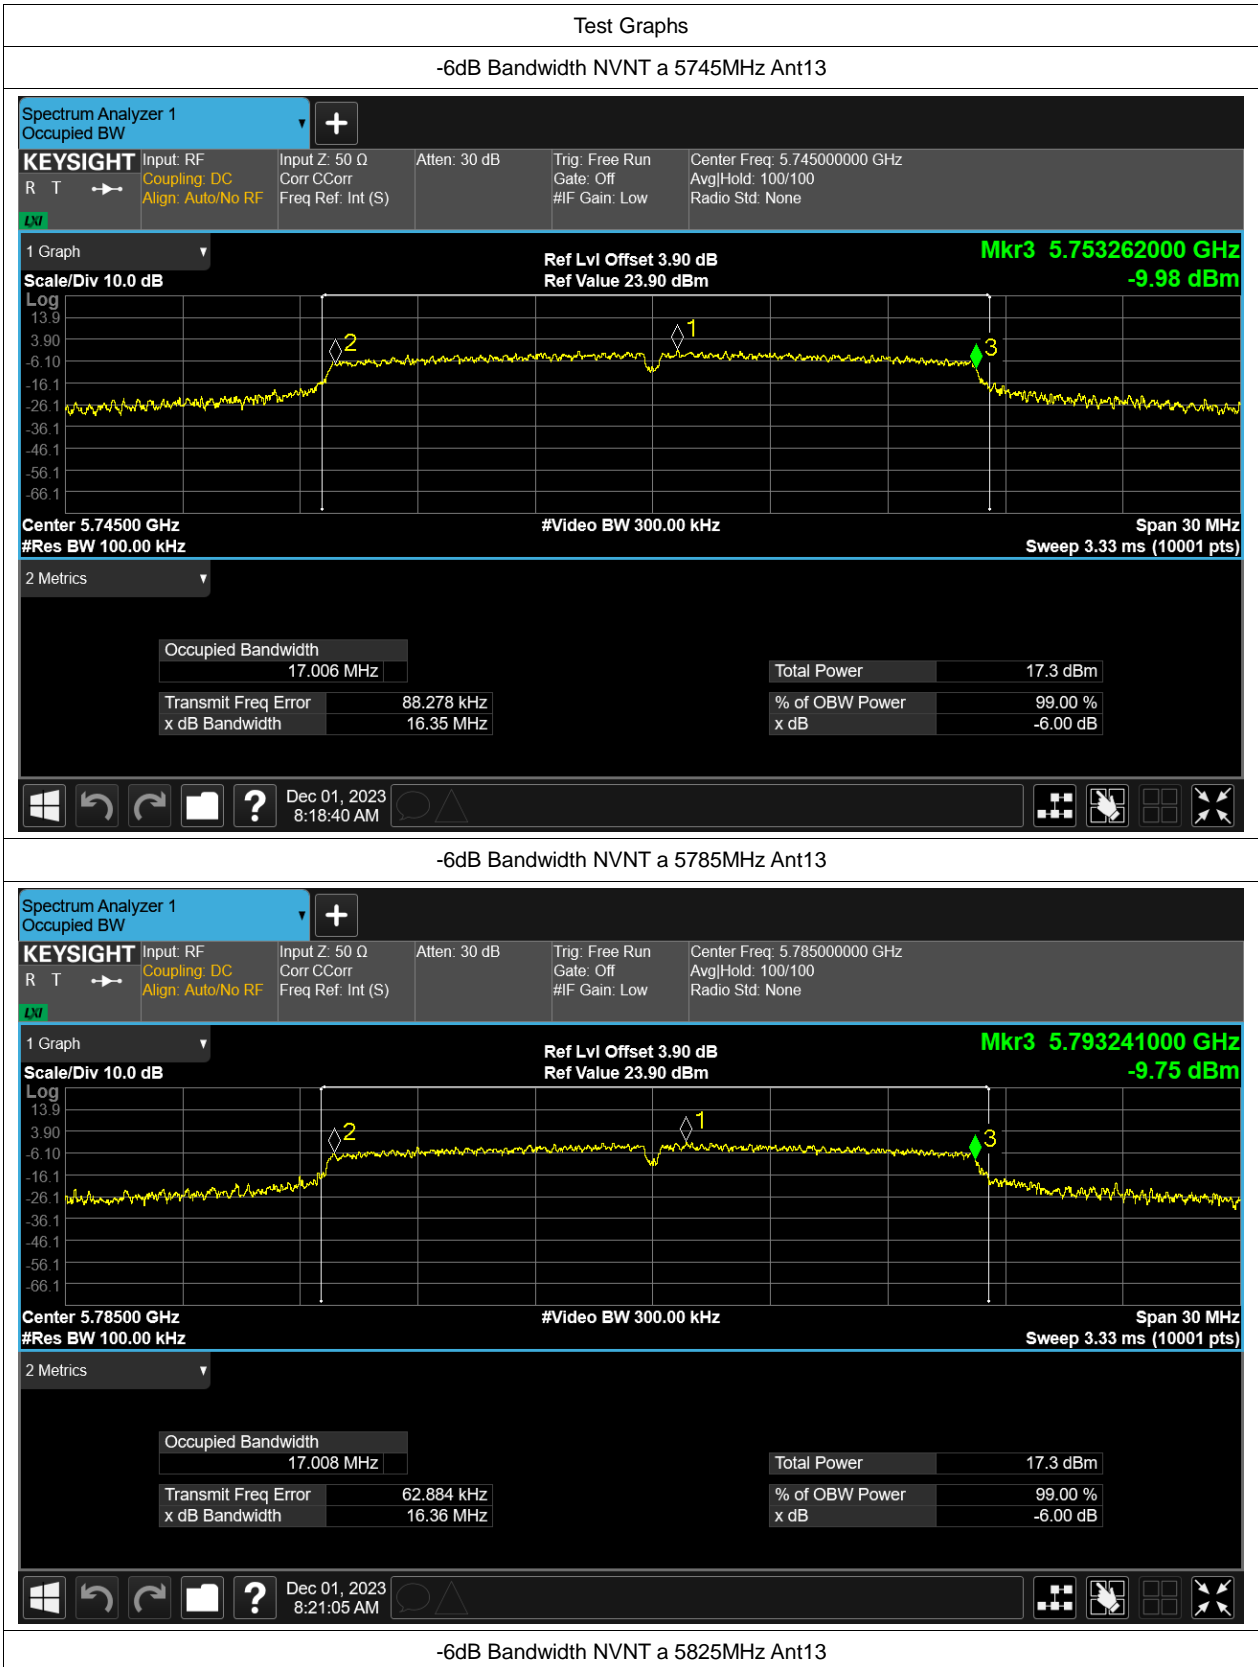 Test Graphs
-6dB Bandwidth NVNT a 5745MHz Ant13
Spectrum Analyzer 1
Occupied BW
KEYSIGHT
R T
LXI
Input: RF
Coupling: DC
Align: Auto/No RF
Input Z: 50 Ω
Corr CCorr
Freq Ref: Int (S)
Atten: 30 dB
Trig: Free Run
Gate: Off
#IF Gain: Low
Center Freq: 5.745000000 GHz
Avg|Hold: 100/100
Radio Std: None
1 Graph
Scale/Div 10.0 dB
Ref Lvl Offset 3.90 dB
Ref Value 23.90 dBm
Mkr3 5.753262000 GHz
-9.98 dBm
Log
13.9
3.90
-6.10
-16.1
-26.1
-36.1
-46.1
-56.1
-66.1
2
1
3
Center 5.74500 GHz
#Res BW 100.00 kHz
#Video BW 300.00 kHz
Span 30 MHz
Sweep 3.33 ms (10001 pts)
2 Metrics
Occupied Bandwidth
17.006 MHz
Total Power 17.3 dBm
Transmit Freq Error 88.278 kHz
% of OBW Power 99.00 %
x dB Bandwidth 16.35 MHz
x dB -6.00 dB
?
Dec 01, 2023
8:18:40 AM
-6dB Bandwidth NVNT a 5785MHz Ant13
Spectrum Analyzer 1
Occupied BW
KEYSIGHT
R T
LXI
Input: RF
Coupling: DC
Align: Auto/No RF
Input Z: 50 Ω
Corr CCorr
Freq Ref: Int (S)
Atten: 30 dB
Trig: Free Run
Gate: Off
#IF Gain: Low
Center Freq: 5.785000000 GHz
Avg|Hold: 100/100
Radio Std: None
1 Graph
Scale/Div 10.0 dB
Ref Lvl Offset 3.90 dB
Ref Value 23.90 dBm
Mkr3 5.793241000 GHz
-9.75 dBm
Log
13.9
3.90
-6.10
-16.1
-26.1
-36.1
-46.1
-56.1
-66.1
2
1
3
Center 5.78500 GHz
#Res BW 100.00 kHz
#Video BW 300.00 kHz
Span 30 MHz
Sweep 3.33 ms (10001 pts)
2 Metrics
Occupied Bandwidth
17.008 MHz
Total Power 17.3 dBm
Transmit Freq Error 62.884 kHz
% of OBW Power 99.00 %
x dB Bandwidth 16.36 MHz
x dB -6.00 dB
?
Dec 01, 2023
8:21:05 AM
-6dB Bandwidth NVNT a 5825MHz Ant13